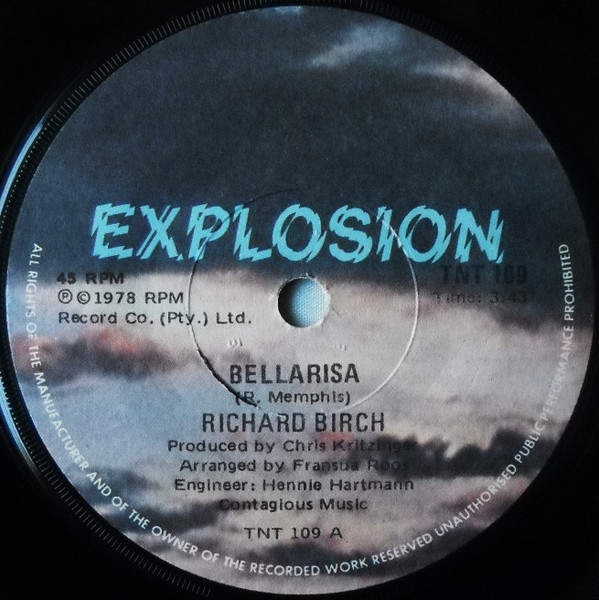 EXPLOSION
45 RPM
TNT 109
℗ © 1978 RPM
Time: 3:43
Record Co. (Pty.) Ltd.
BELLARISA
(R. Memphis)
RICHARD BIRCH
Produced by Chris Kritzinger
Arranged by Fransua Roos
Engineer: Hennie Hartmann
Contagious Music
TNT 109 A
ALL RIGHTS OF THE MANUFACTURER AND OF THE OWNER OF THE RECORDED WORK RESERVED UNAUTHORISED PUBLIC PERFORMANCE PROHIBITED